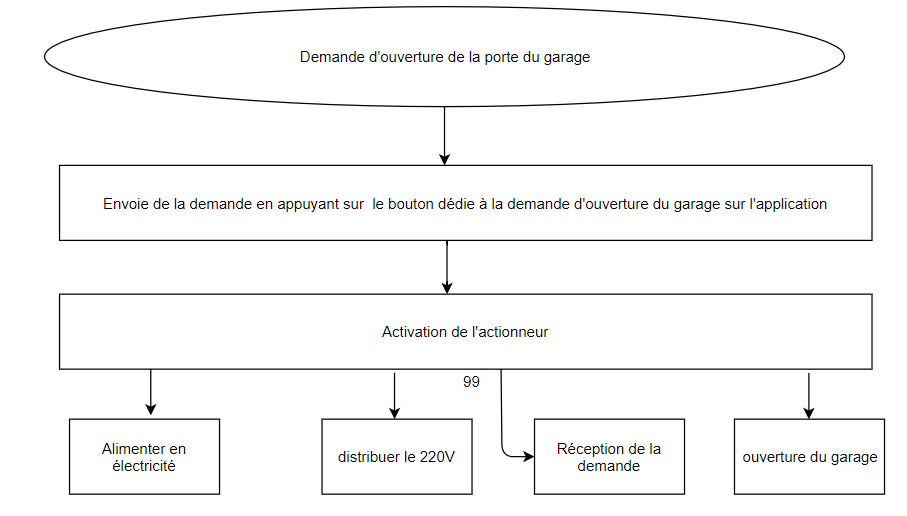 Demande d'ouverture de la porte du garage
Envoie de la demande en appuyant sur  le bouton dédie à la demande d'ouverture du garage sur l'application
Activation de l'actionneur
99
Alimenter en
électricité
distribuer le 220V
Réception de la
demande
ouverture du garage